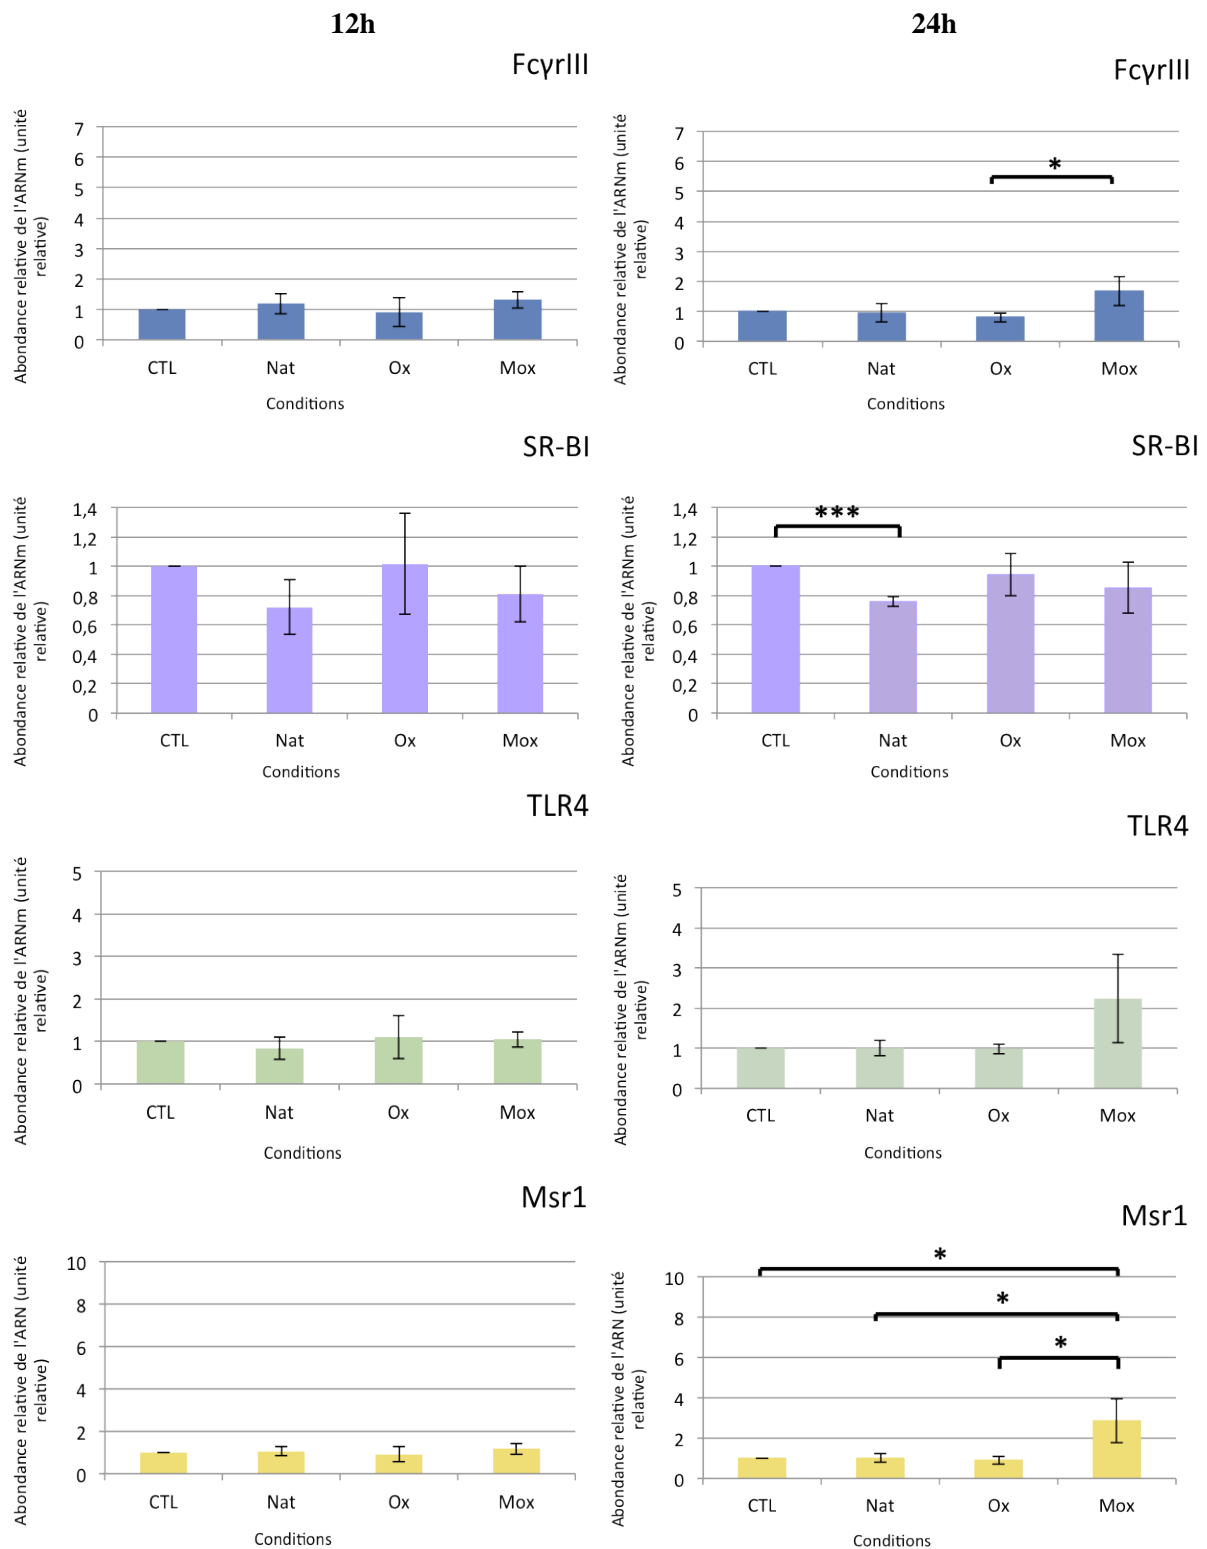 12h
24h
FcγrIII
Abondance relative de l'ARNm (unité
relative)
7
6
5
4
3
2
1
0
CTL Nat Ox Mox
Conditions
FcγrIII
Abondance relative de l'ARNm (unité
relative)
7
6
5
4
3
2
1
0
*
CTL Nat Ox Mox
Conditions
SR-BI
Abondance relative de l'ARNm (unité
relative)
1,4
1,2
1
0,8
0,6
0,4
0,2
0
CTL Nat Ox Mox
Conditions
SR-BI
Abondance relative de l'ARNm (unité
relative)
1,4
1,2
1
0,8
0,6
0,4
0,2
0
***
CTL Nat Ox Mox
Conditions
TLR4
Abondance relative de l'ARNm (unité
relative)
5
4
3
2
1
0
CTL Nat Ox Mox
Conditions
TLR4
Abondance relative de l'ARNm (unité
relative)
5
4
3
2
1
0
CTL Nat Ox Mox
Conditions
Msr1
Abondance relative de l'ARN (unité
relative)
10
8
6
4
2
0
CTL Nat Ox Mox
Conditions
Msr1
Abondance relative de l'ARN (unité
relative)
10
8
6
4
2
0
*
*
*
CTL Nat Ox Mox
Conditions